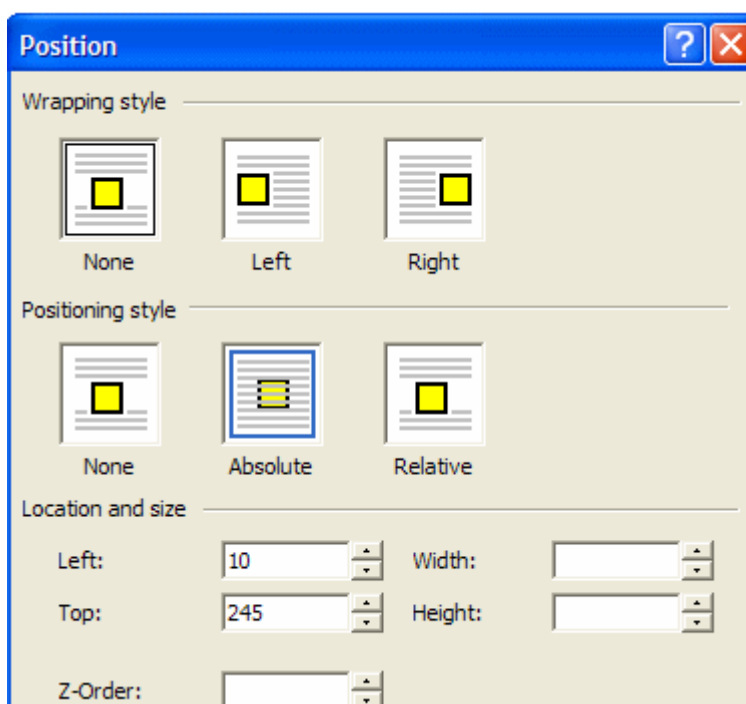 Position
?
Wrapping style
None Left Right
Positioning style
None Absolute Relative
Location and size
Left: 10 Width:
Top: 245 Height:
Z-Order: